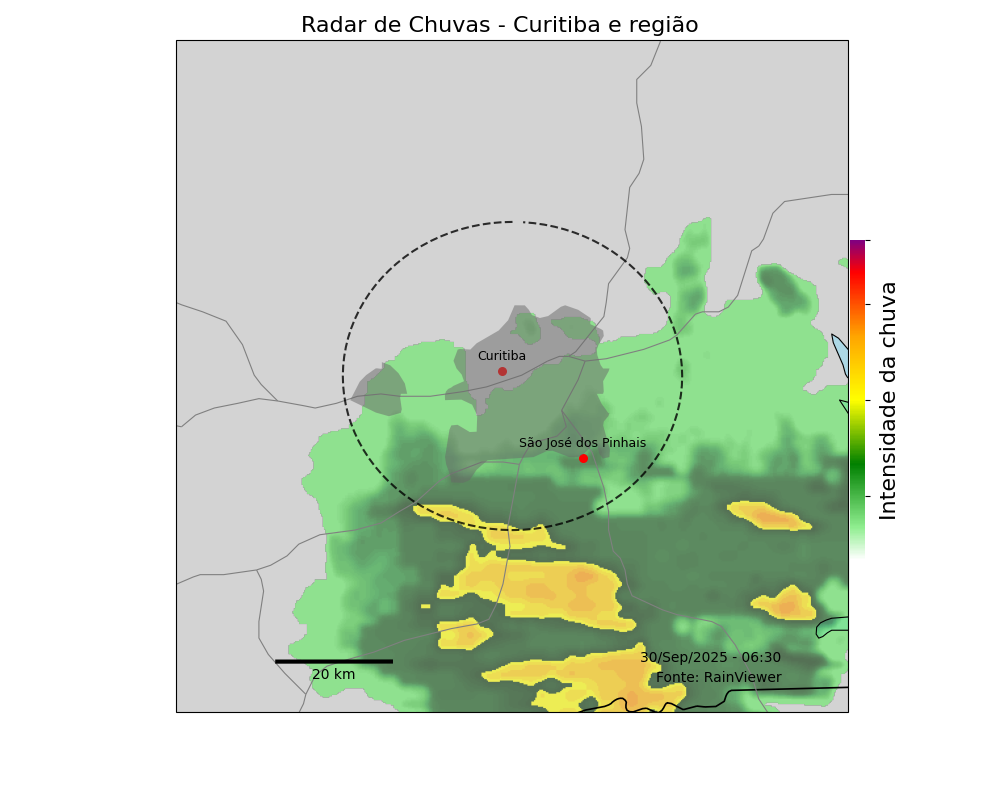 Radar de Chuvas - Curitiba e região
Curitiba
São José dos Pinhais
Intensidade da chuva
30/Sep/2025 - 06:30
Fonte: RainViewer
20 km